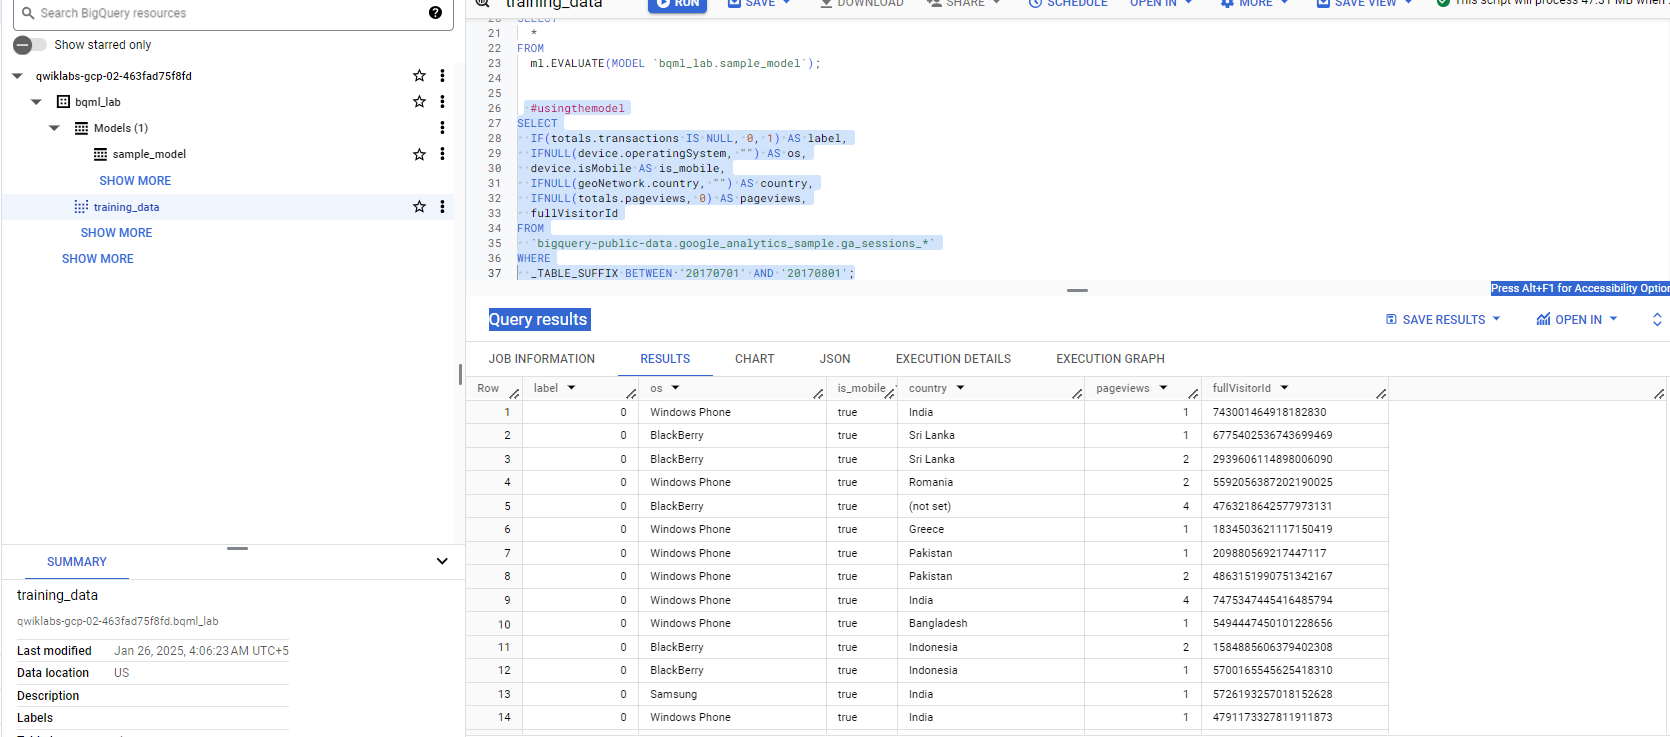 Search BigQuery resources
training_data RUN SAVE DOWNLOAD SHARE SCHEDULE OPEN IN MORE SAVE VIEW This script will process 47.31 MB when
Show starred only
qwiklabs-gcp-02-463fad75f8fd
bqml_lab
Models (1)
sample_model
SHOW MORE
training_data
SHOW MORE
SHOW MORE
SUMMARY
training_data
qwiklabs-gcp-02-463fad75f8fd.bqml_lab
Last modified Jan 26, 2025, 4:06:23 AM UTC+5
Data location US
Description
Labels
20 SELECT
21 *
22 FROM
23 ml.EVALUATE(MODEL `bqml_lab.sample_model`);
24
25
26 #usingthemodel
27 SELECT
28 IF(totals.transactions IS NULL, 0, 1) AS label,
29 IFNULL(device.operatingSystem, "") AS os,
30 device.isMobile AS is_mobile,
31 IFNULL(geoNetwork.country, "") AS country,
32 IFNULL(totals.pageviews, 0) AS pageviews,
33 fullVisitorId
34 FROM
35 `bigquery-public-data.google_analytics_sample.ga_sessions_*`
36 WHERE
37 _TABLE_SUFFIX BETWEEN '20170701' AND '20170801';
Press Alt+F1 for Accessibility Option
Query results SAVE RESULTS OPEN IN
JOB INFORMATION RESULTS CHART JSON EXECUTION DETAILS EXECUTION GRAPH
Row label os is_mobile country pageviews fullVisitorId
1 0 Windows Phone true India 1 743001464918182830
2 0 BlackBerry true Sri Lanka 1 6775402536743699469
3 0 BlackBerry true Sri Lanka 2 2939606114898006090
4 0 Windows Phone true Romania 2 5592056387202190025
5 0 BlackBerry true (not set) 4 4763218642577973131
6 0 Windows Phone true Greece 1 1834503621117150419
7 0 Windows Phone true Pakistan 1 209880569217447117
8 0 Windows Phone true Pakistan 2 4863151990751342167
9 0 Windows Phone true India 4 7475347445416485794
10 0 Windows Phone true Bangladesh 1 5494447450101228656
11 0 BlackBerry true Indonesia 2 1584885606379402308
12 0 BlackBerry true Indonesia 1 5700165545625418310
13 0 Samsung true India 1 5726193257018152628
14 0 Windows Phone true India 1 4791173327811911873